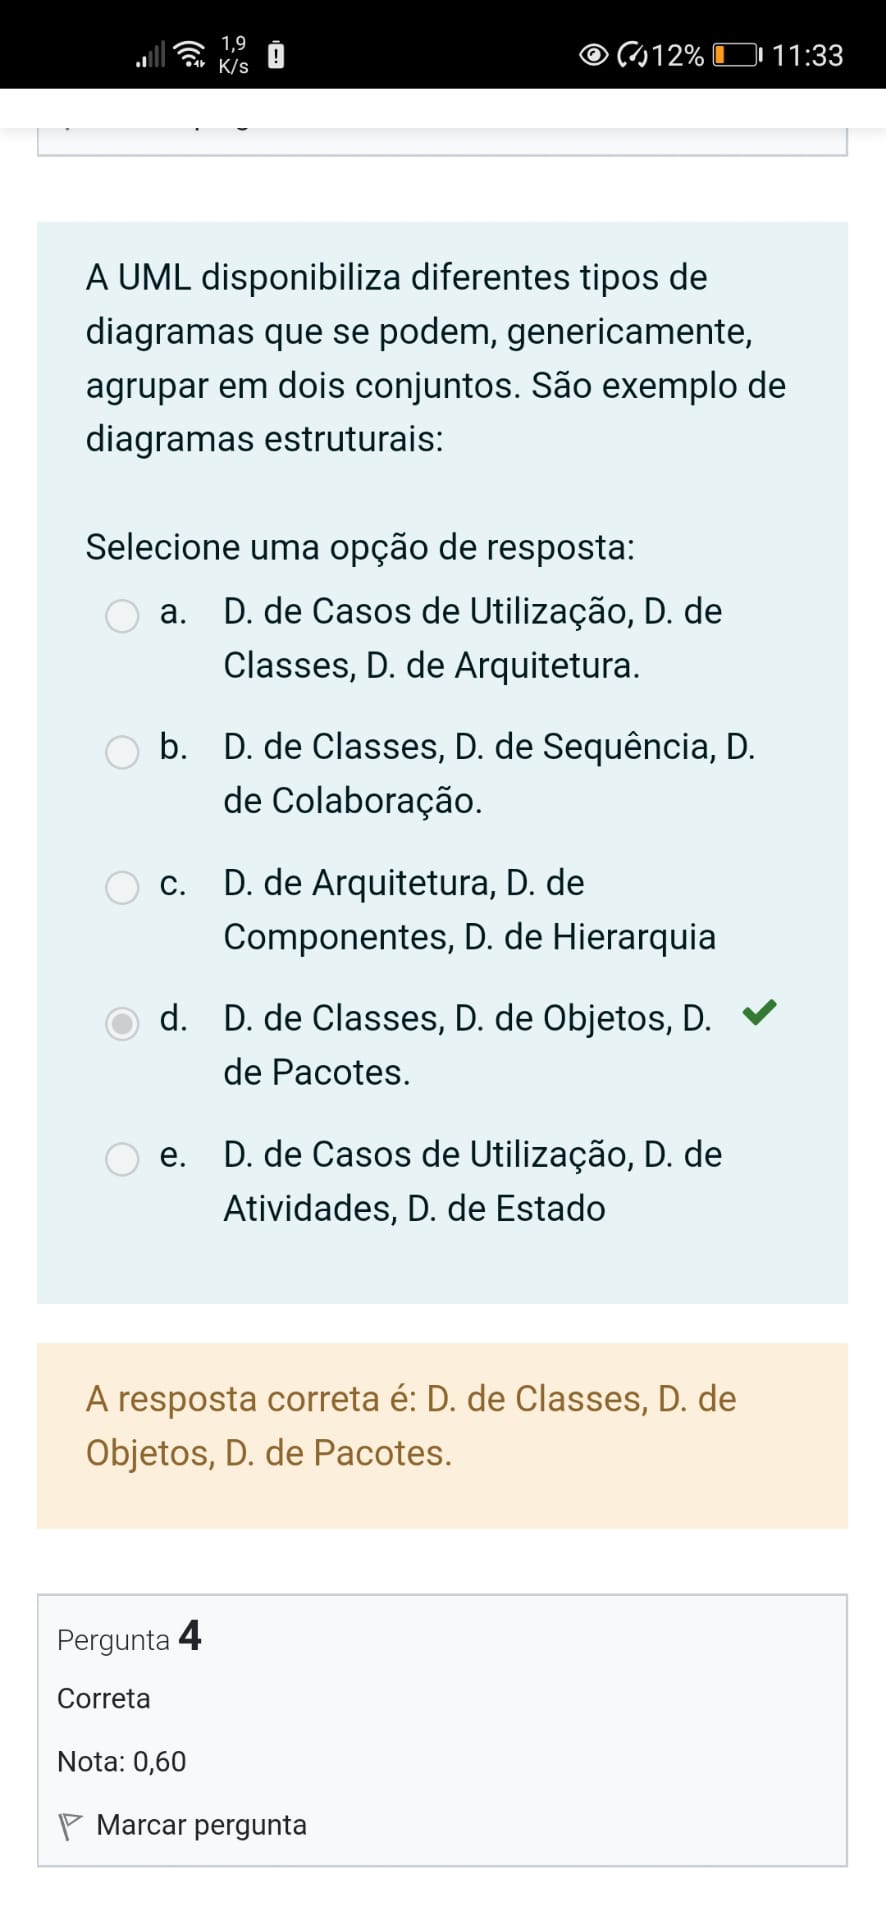 1,9
K/s
12%
11:33
A UML disponibiliza diferentes tipos de
diagramas que se podem, genericamente,
agrupar em dois conjuntos. São exemplo de
diagramas estruturais:
Selecione uma opção de resposta:
a. D. de Casos de Utilização, D. de
Classes, D. de Arquitetura.
b. D. de Classes, D. de Sequência, D.
de Colaboração.
c. D. de Arquitetura, D. de
Componentes, D. de Hierarquia
d. D. de Classes, D. de Objetos, D.
de Pacotes.
e. D. de Casos de Utilização, D. de
Atividades, D. de Estado
A resposta correta é: D. de Classes, D. de
Objetos, D. de Pacotes.
Pergunta 4
Correta
Nota: 0,60
Marcar pergunta